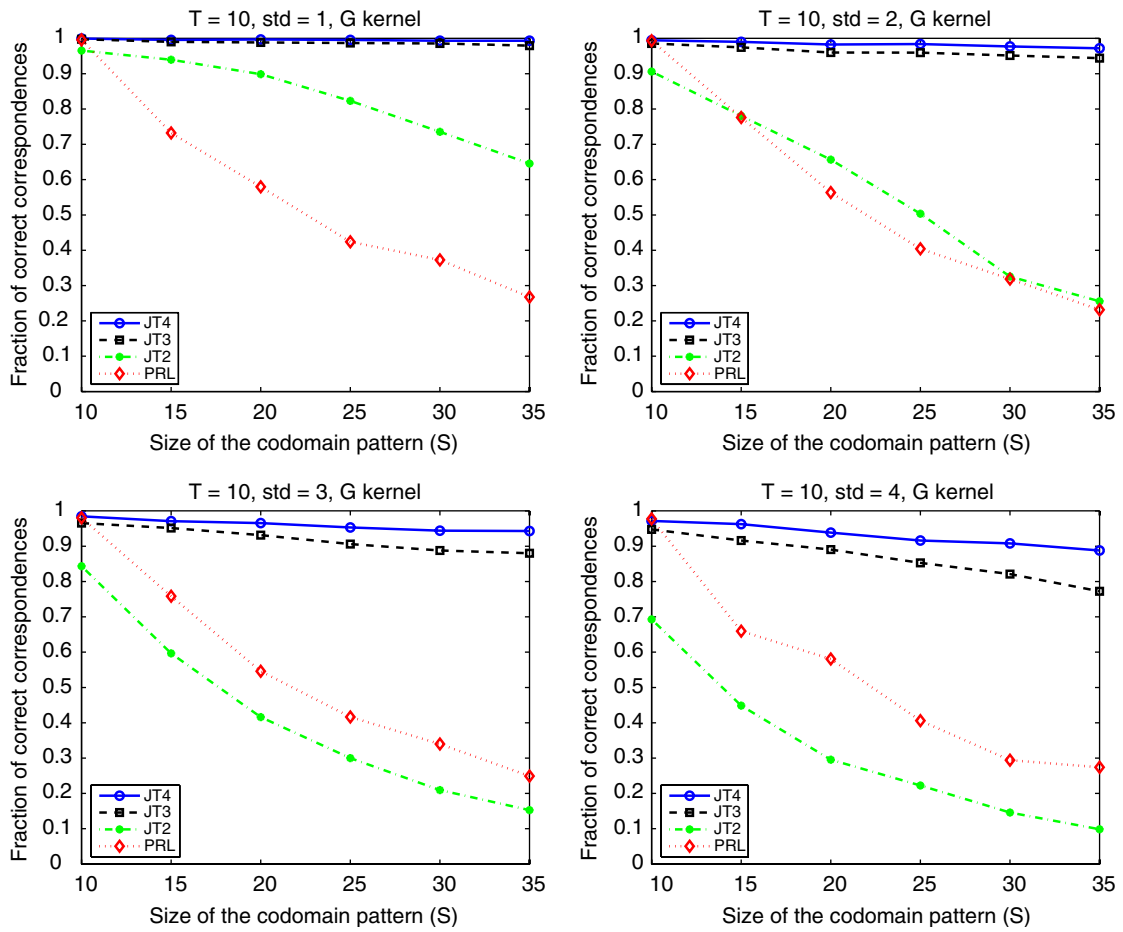 T = 10, std = 1, G kernel
Fraction of correct correspondences
1
0.9
0.8
0.7
0.6
0.5
0.4
0.3
0.2
0.1
0
JT4
JT3
JT2
PRL
10 15 20 25 30 35
Size of the codomain pattern (S)
T = 10, std = 2, G kernel
Fraction of correct correspondences
1
0.9
0.8
0.7
0.6
0.5
0.4
0.3
0.2
0.1
0
JT4
JT3
JT2
PRL
10 15 20 25 30 35
Size of the codomain pattern (S)
T = 10, std = 3, G kernel
Fraction of correct correspondences
1
0.9
0.8
0.7
0.6
0.5
0.4
0.3
0.2
0.1
0
JT4
JT3
JT2
PRL
10 15 20 25 30 35
Size of the codomain pattern (S)
T = 10, std = 4, G kernel
Fraction of correct correspondences
1
0.9
0.8
0.7
0.6
0.5
0.4
0.3
0.2
0.1
0
JT4
JT3
JT2
PRL
10 15 20 25 30 35
Size of the codomain pattern (S)